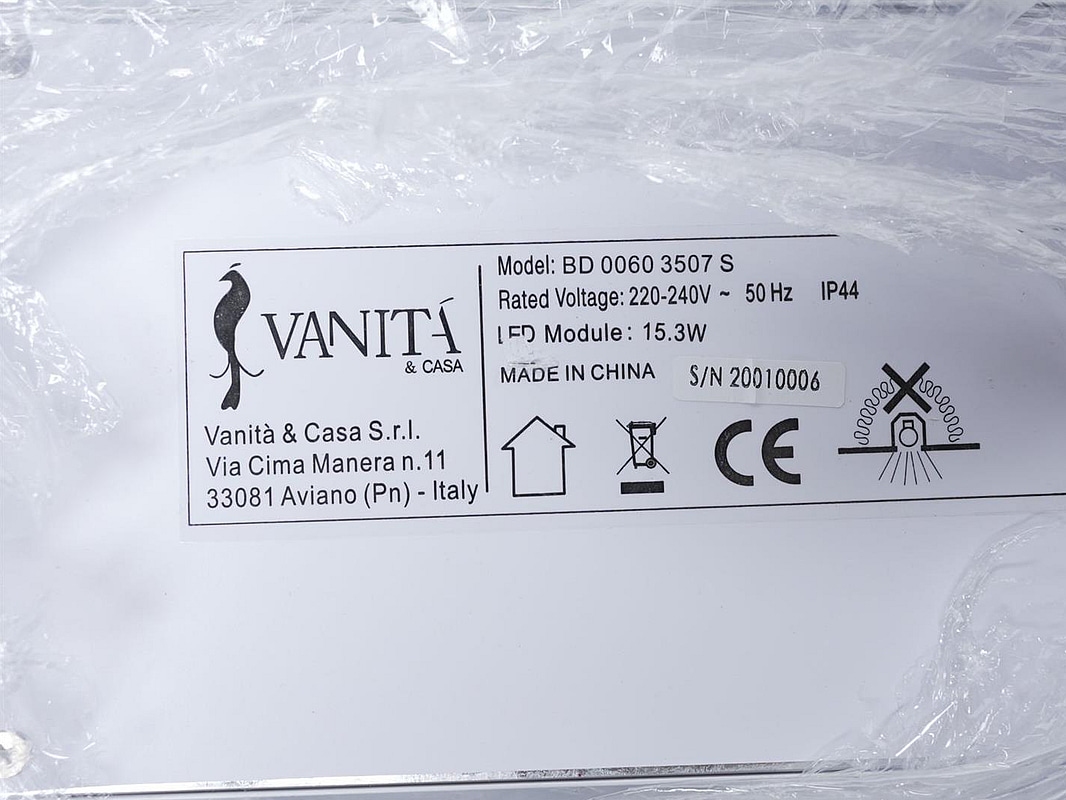 VANITÁ
& CASA
Vanità & Casa S.r.l.
Via Cima Manera n.11
33081 Aviano (Pn) - Italy
Model: BD 0060 3507 S
Rated Voltage: 220-240V ~ 50 Hz IP44
LED Module: 15.3W
MADE IN CHINA S/N 20010006
CE